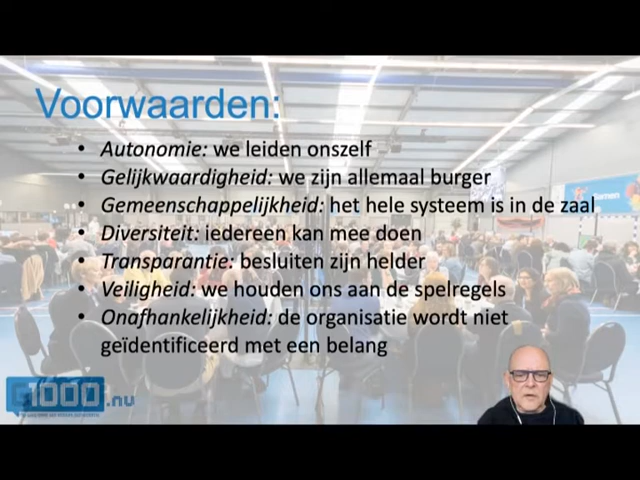 Voorwaarden:
• Autonomie: we leiden onszelf
• Gelijkwaardigheid: we zijn allemaal burger
• Gemeenschappelijkheid: het hele systeem is in de zaal
• Diversiteit: iedereen kan mee doen
• Transparantie: besluiten zijn helder
• Veiligheid: we houden ons aan de spelregels
• Onafhankelijkheid: de organisatie wordt niet
geïdentificeerd met een belang
G1000.nu